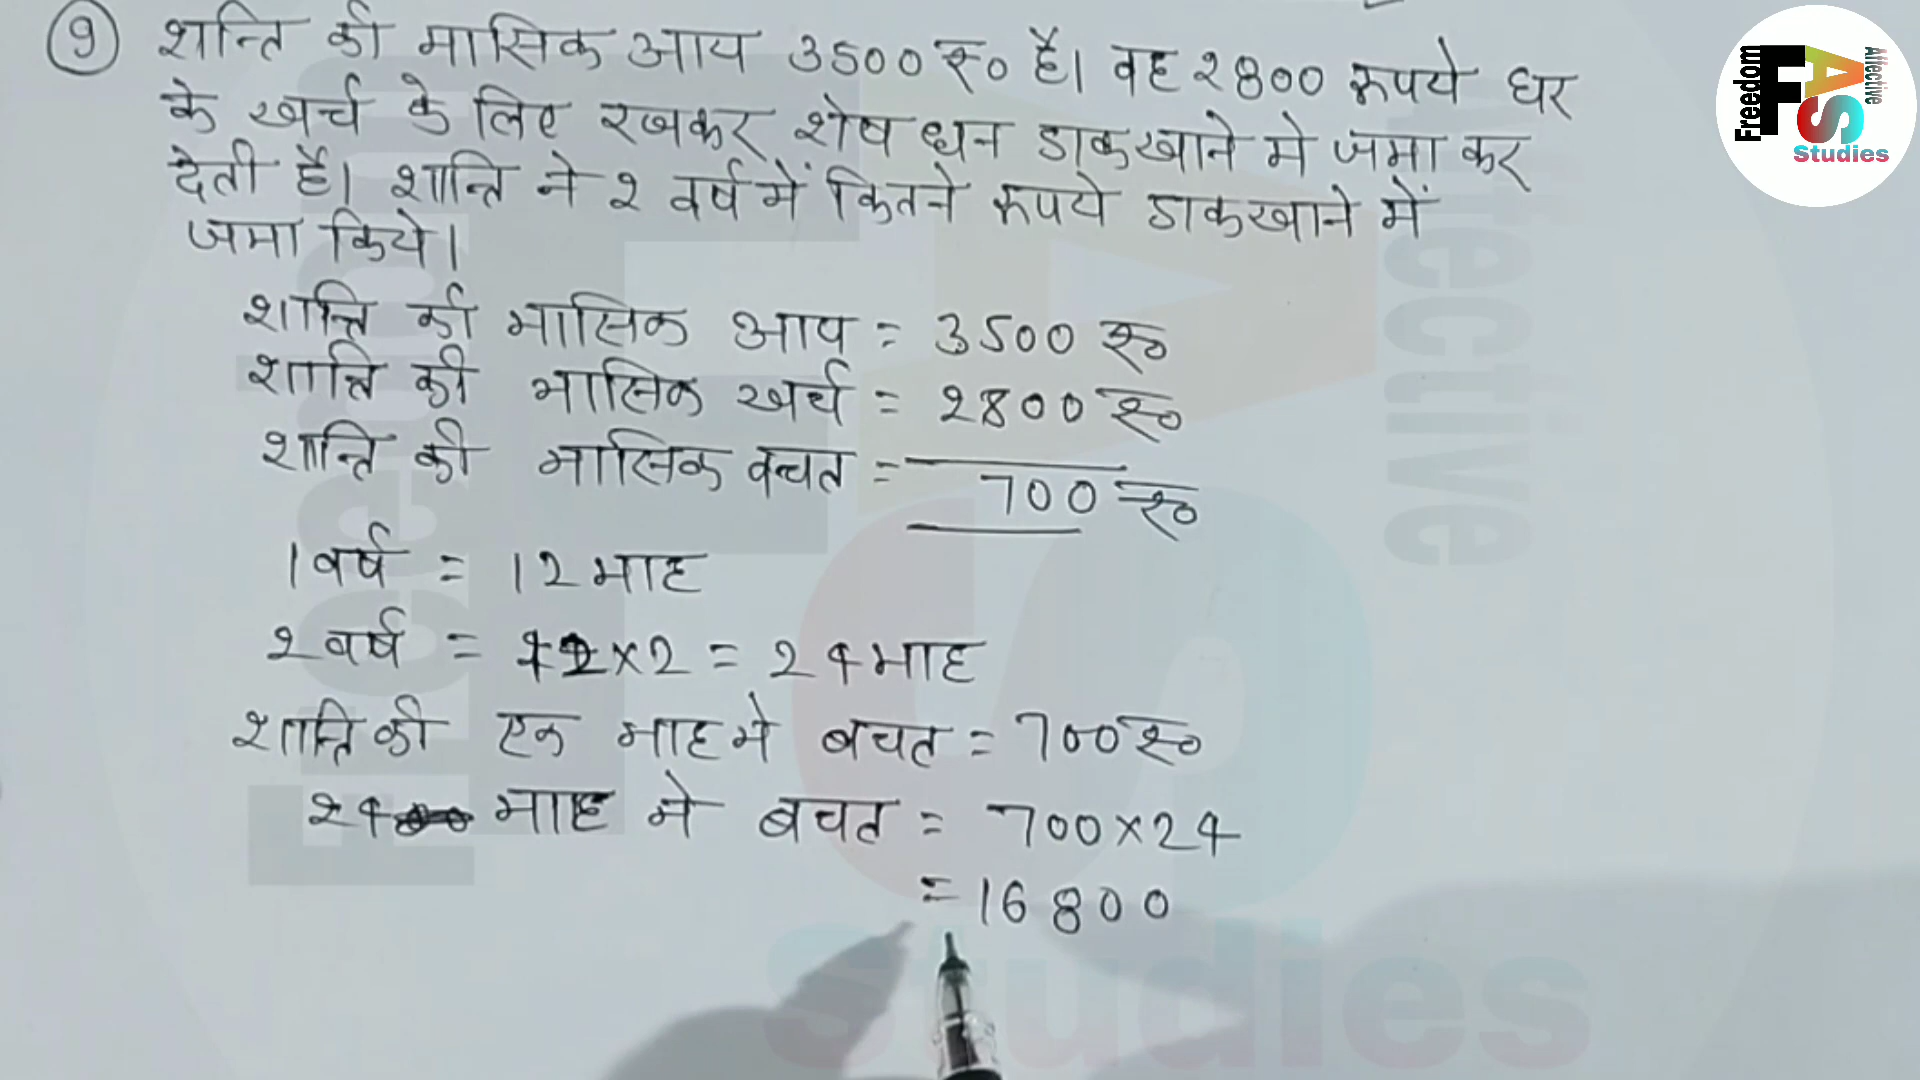 9 शान्ति की मासिक आय 3500 रु० है। वह 2800 रूपये घर
के खर्च के लिए रखकर शेष धन डाकखाने मे जमा कर
देती है। शान्ति ने 2 वर्ष में कितने रूपये डाकखाने में
जमा किये।
शान्ति की मासिक आय = 3500 रु०
शान्ति की मासिक खर्च = 2800 रु०
शान्ति की मासिक बचत = 700 रु०
1 वर्ष = 12 माह
2 वर्ष = 12×2 = 24 माह
शान्ति की एक माह मे बचत = 700 रु०
24 माह मे बचत = 700×24
= 16800
Freedom
F
AS
Affective
Studies